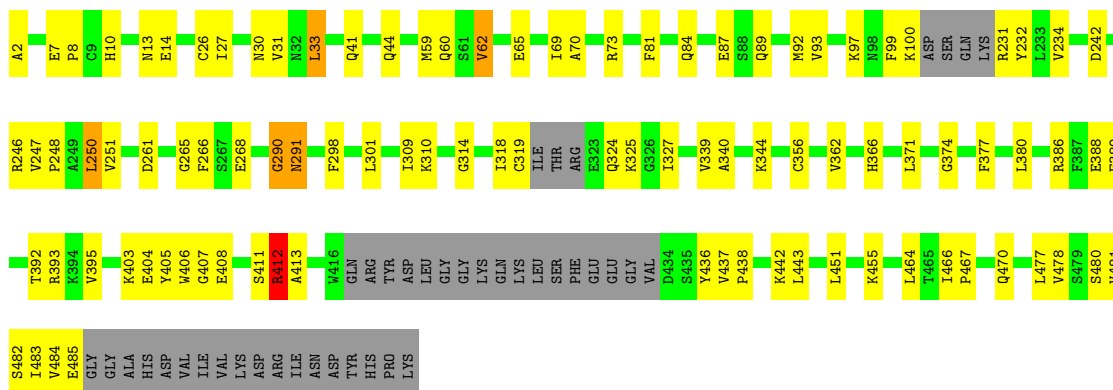 A2 E7 P8 C9 H10 N13 E14 C26 I27 N30 V31 N32 L33 Q41 Q44 M59 Q60 S61 V62 E65 I69 A70 R73 F81 Q84 E87 S88 Q89 M92 V93 K97 N98 F99 K100 ASP SER GLN LYS R231 Y232 L233 V234 D242
R246 V247 P248 A249 L250 V251 D261 G265 F266 S267 E268 G290 N291 F298 L301 I309 K310 G314 I318 C319 ILE THR ARG E323 Q324 K325 G326 I327 V339 A340 K344 C356 V362 H366 L371 G374 F377 L380 R386 F387 E388
T392 R393 K394 V395 K403 E404 Y405 W406 G407 E408 S411 R412 A413 W416 GLN ARG TYR ASP LEU GLY GLY LYS GLN LYS LEU SER PHE GLU GLU GLY VAL D434 S435 Y436 V437 P438 K442 L443 L451 K455 L464 T465 I466 P467 Q470 L477 V478 S479 S480
S482 I483 V484 E485 GLY GLY ALA HIS ASP VAL ILE VAL LYS ASP ARG ILE ASN ASP TYR HIS PRO LYS